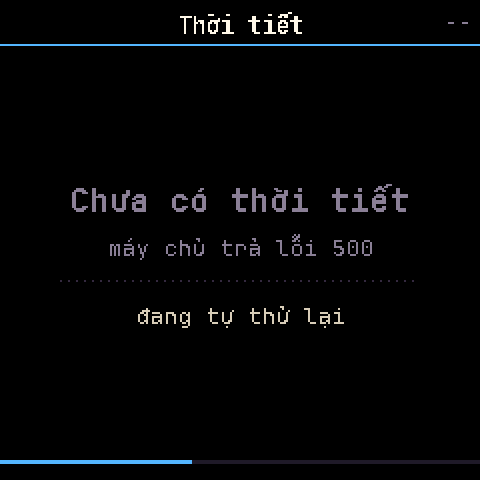 Thời tiết
--
Chưa có thời tiết
máy chủ trả lỗi 500
đang tự thử lại